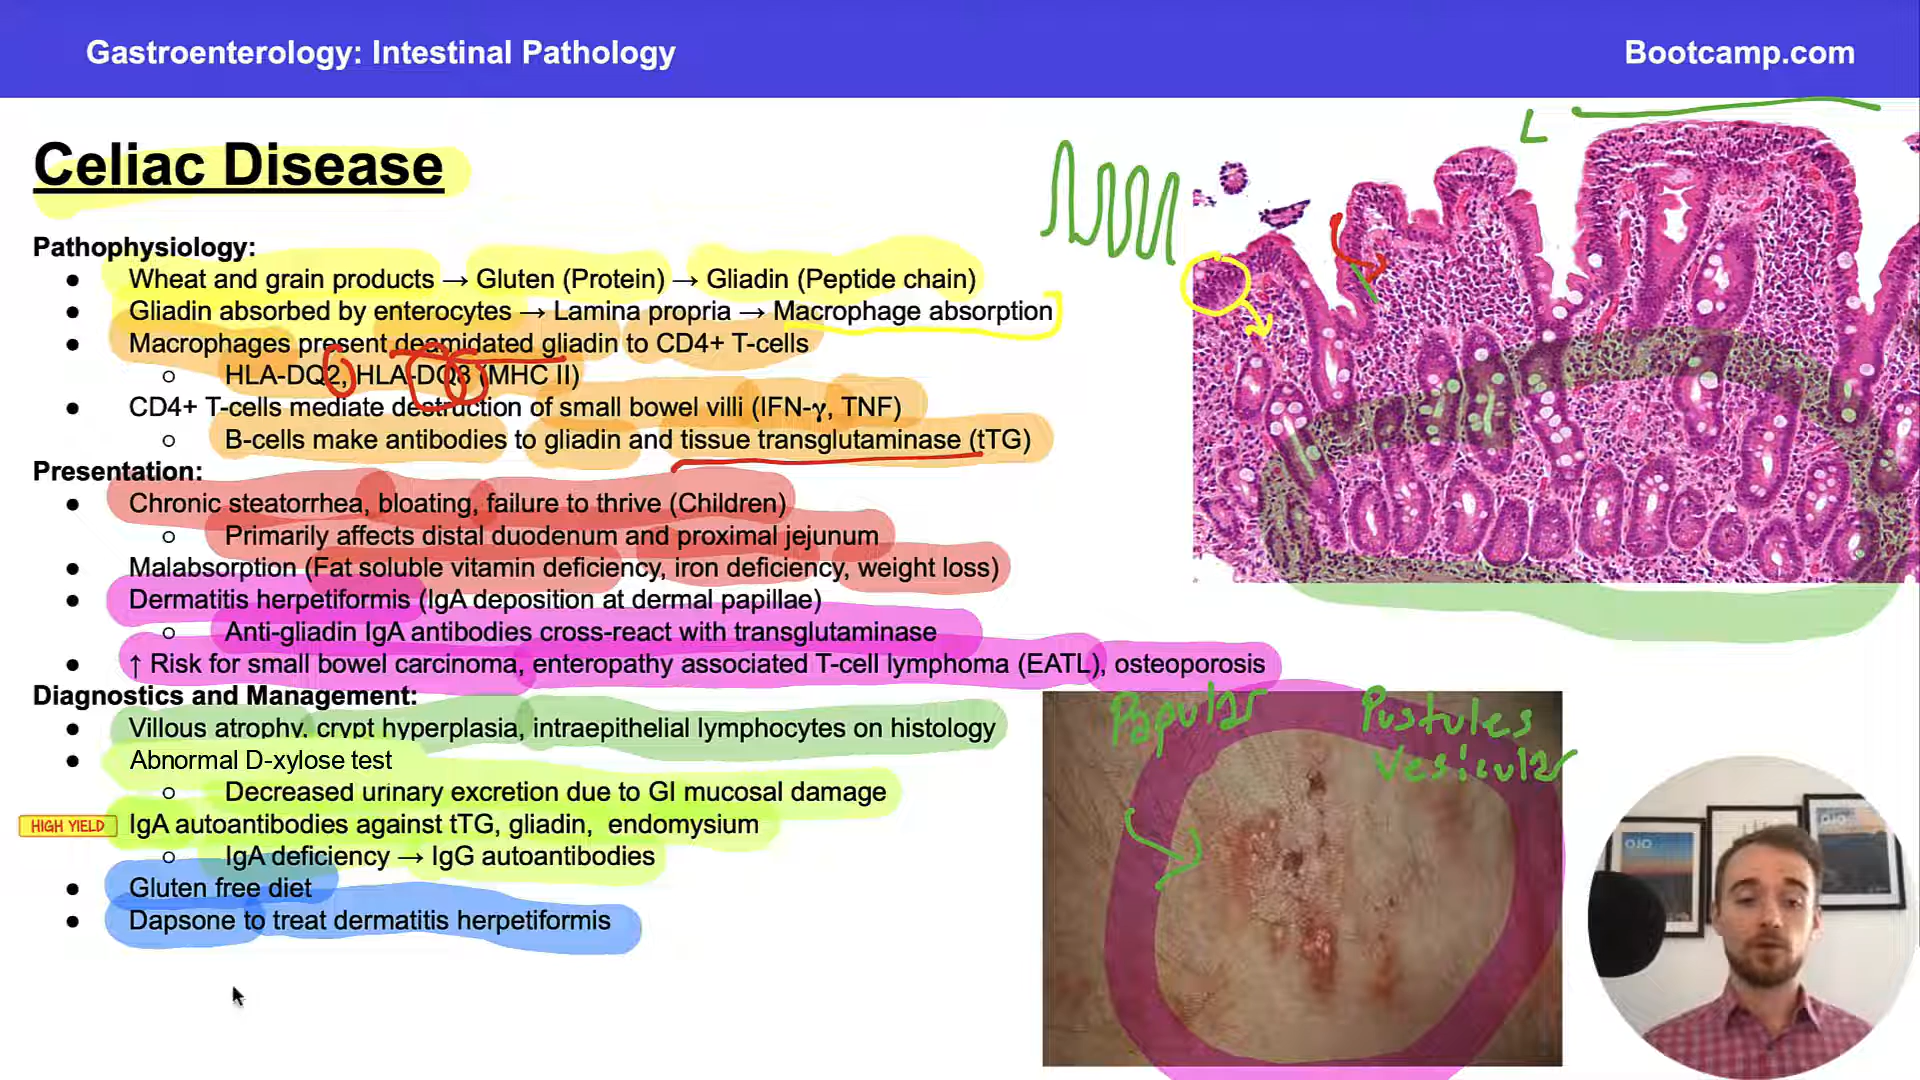 Gastroenterology: Intestinal Pathology
Bootcamp.com
Celiac Disease
Pathophysiology:
● Wheat and grain products → Gluten (Protein) → Gliadin (Peptide chain)
● Gliadin absorbed by enterocytes → Lamina propria → Macrophage absorption
● Macrophages present deamidated gliadin to CD4+ T-cells
○ HLA-DQ2, HLA-DQ8 (MHC II)
● CD4+ T-cells mediate destruction of small bowel villi (IFN-γ, TNF)
○ B-cells make antibodies to gliadin and tissue transglutaminase (tTG)
Presentation:
● Chronic steatorrhea, bloating, failure to thrive (Children)
○ Primarily affects distal duodenum and proximal jejunum
● Malabsorption (Fat soluble vitamin deficiency, iron deficiency, weight loss)
● Dermatitis herpetiformis (IgA deposition at dermal papillae)
○ Anti-gliadin IgA antibodies cross-react with transglutaminase
● ↑ Risk for small bowel carcinoma, enteropathy associated T-cell lymphoma (EATL), osteoporosis
Diagnostics and Management:
● Villous atrophy, crypt hyperplasia, intraepithelial lymphocytes on histology
● Abnormal D-xylose test
○ Decreased urinary excretion due to GI mucosal damage
HIGH YIELD IgA autoantibodies against tTG, gliadin, endomysium
○ IgA deficiency → IgG autoantibodies
● Gluten free diet
● Dapsone to treat dermatitis herpetiformis
L
Papular
Pustules
Vesicular
OJO